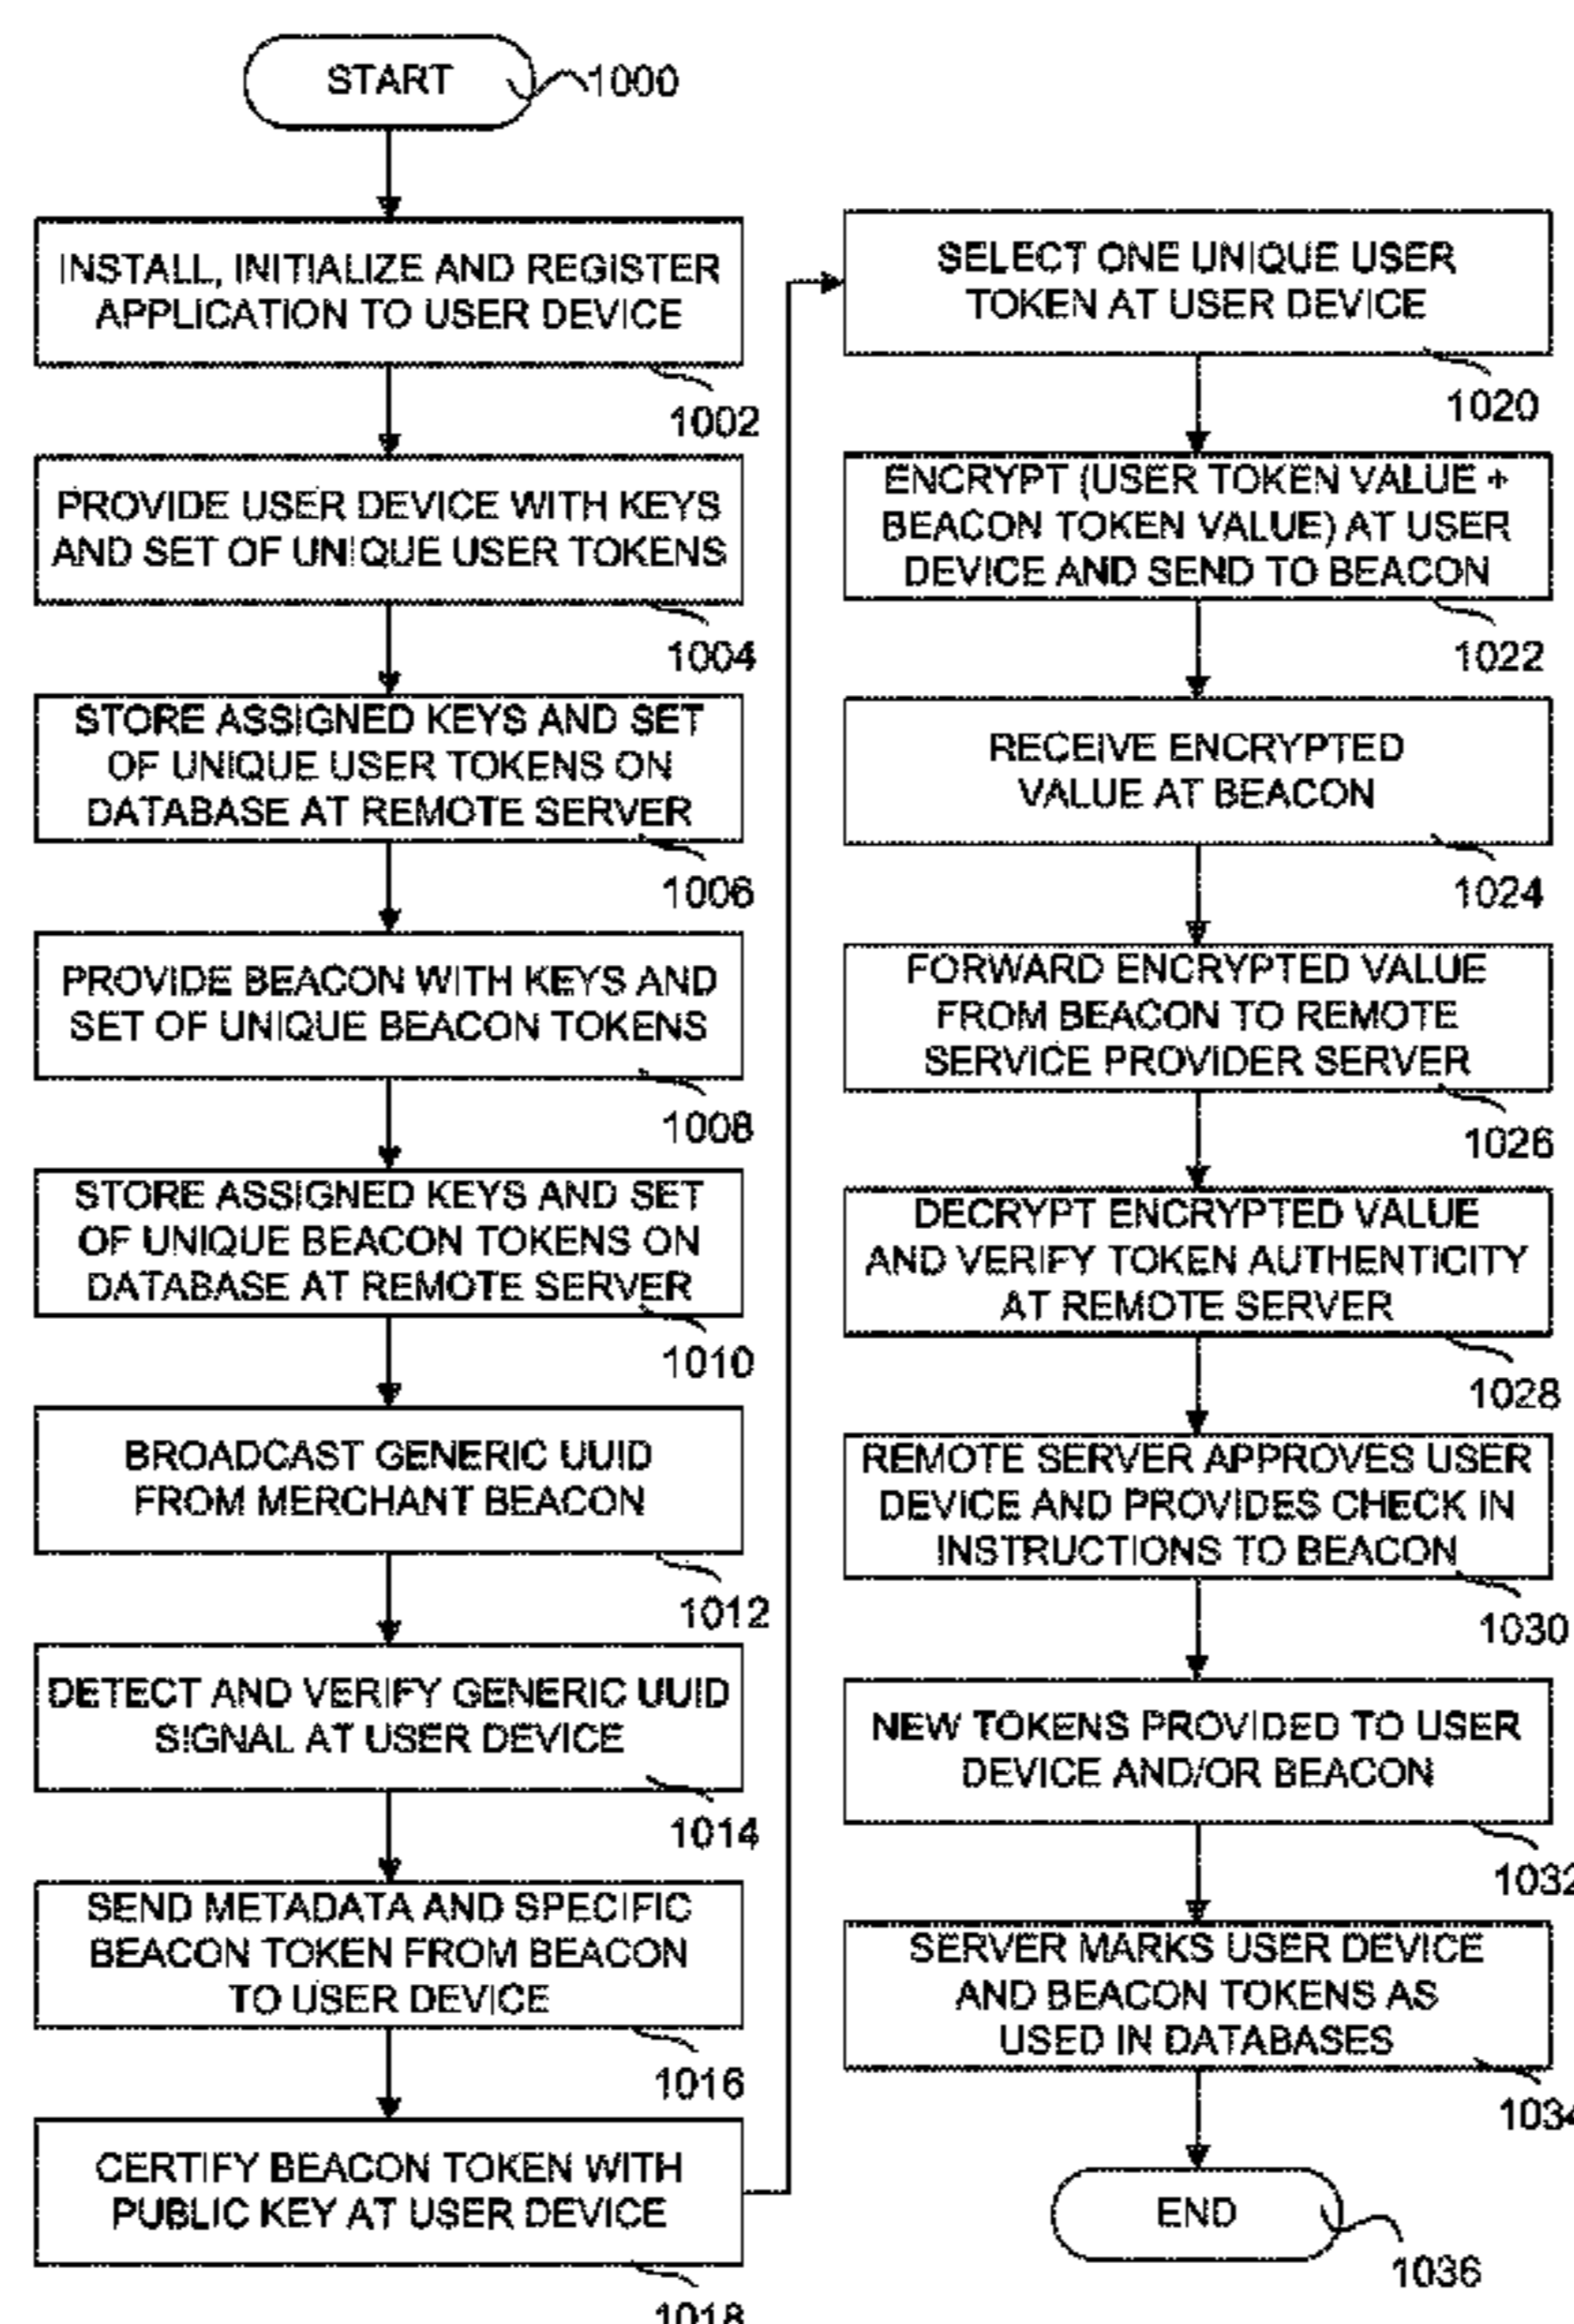 START
1000
INSTALL, INITIALIZE AND REGISTER
APPLICATION TO USER DEVICE
1002
PROVIDE USER DEVICE WITH KEYS
AND SET OF UNIQUE USER TOKENS
1004
STORE ASSIGNED KEYS AND SET
OF UNIQUE USER TOKENS ON
DATABASE AT REMOTE SERVER
1006
PROVIDE BEACON WITH KEYS AND
SET OF UNIQUE BEACON TOKENS
1008
STORE ASSIGNED KEYS AND SET
OF UNIQUE BEACON TOKENS ON
DATABASE AT REMOTE SERVER
1010
BROADCAST GENERIC UUID
FROM MERCHANT BEACON
1012
DETECT AND VERIFY GENERIC UUID
SIGNAL AT USER DEVICE
1014
SEND METADATA AND SPECIFIC
BEACON TOKEN FROM BEACON
TO USER DEVICE
1016
CERTIFY BEACON TOKEN WITH
PUBLIC KEY AT USER DEVICE
1018
SELECT ONE UNIQUE USER
TOKEN AT USER DEVICE
1020
ENCRYPT (USER TOKEN VALUE +
BEACON TOKEN VALUE) AT USER
DEVICE AND SEND TO BEACON
1022
RECEIVE ENCRYPTED
VALUE AT BEACON
1024
FORWARD ENCRYPTED VALUE
FROM BEACON TO REMOTE
SERVICE PROVIDER SERVER
1026
DECRYPT ENCRYPTED VALUE
AND VERIFY TOKEN AUTHENTICITY
AT REMOTE SERVER
1028
REMOTE SERVER APPROVES USER
DEVICE AND PROVIDES CHECK IN
INSTRUCTIONS TO BEACON
1030
NEW TOKENS PROVIDED TO USER
DEVICE AND/OR BEACON
1032
SERVER MARKS USER DEVICE
AND BEACON TOKENS AS
USED IN DATABASES
1034
END
1036